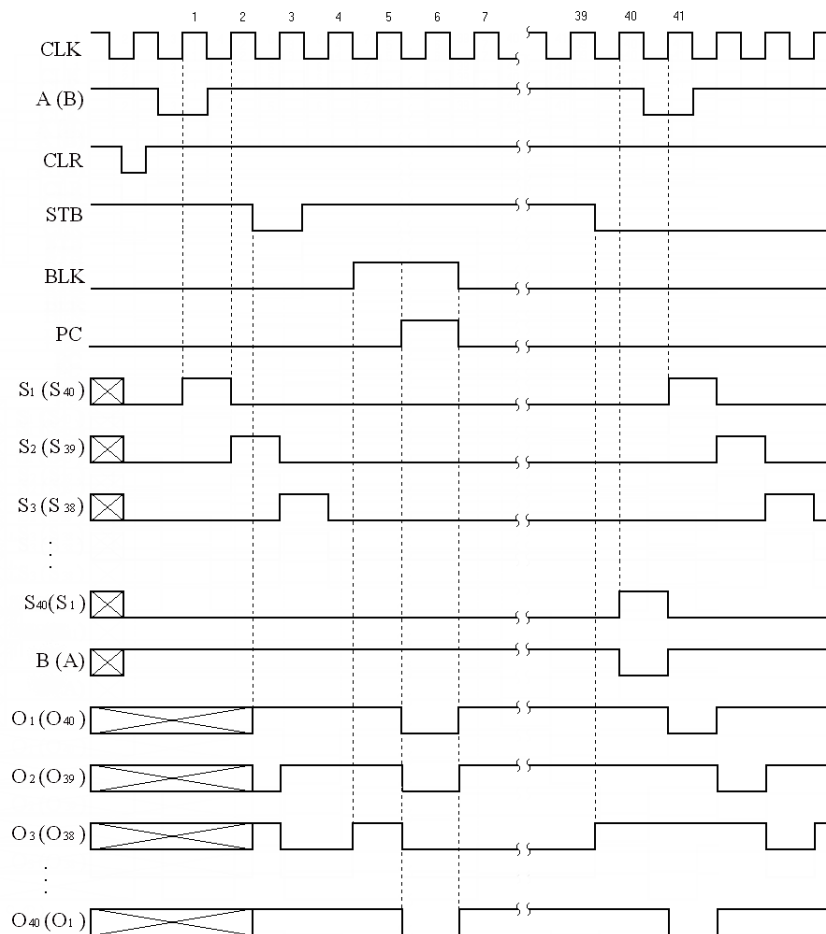 1 2 3 4 5 6 7 39 40 41
CLK
A (B)
CLR
STB
BLK
PC
S1 (S40)
S2 (S39)
S3 (S38)
S40(S1)
B (A)
O1 (O40)
O2 (O39)
O3 (O38)
O40 (O1)